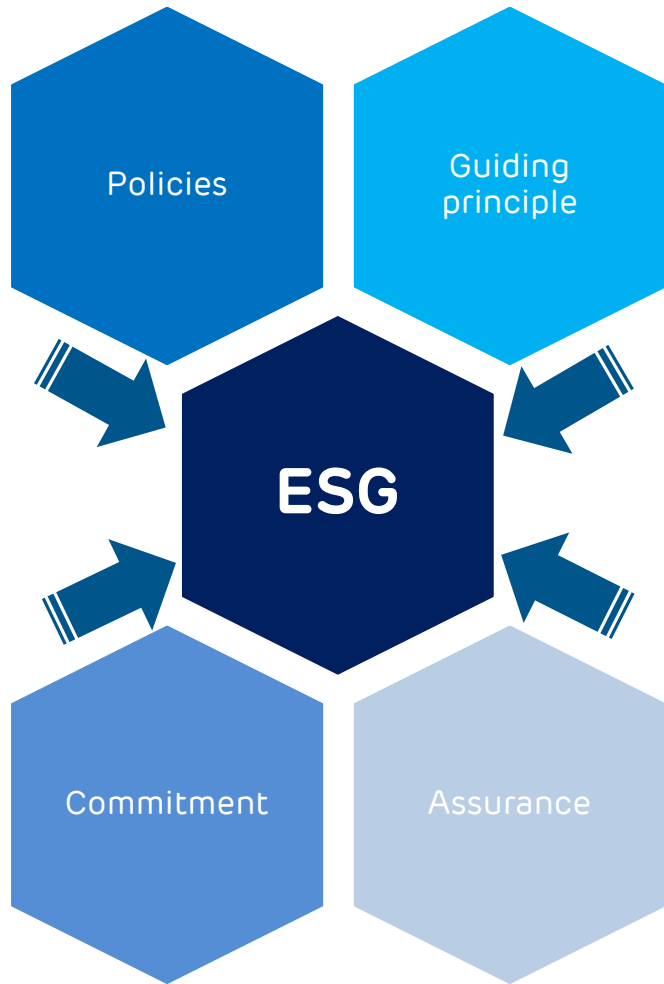 Policies
Guiding
principle
ESG
Commitment
Assurance